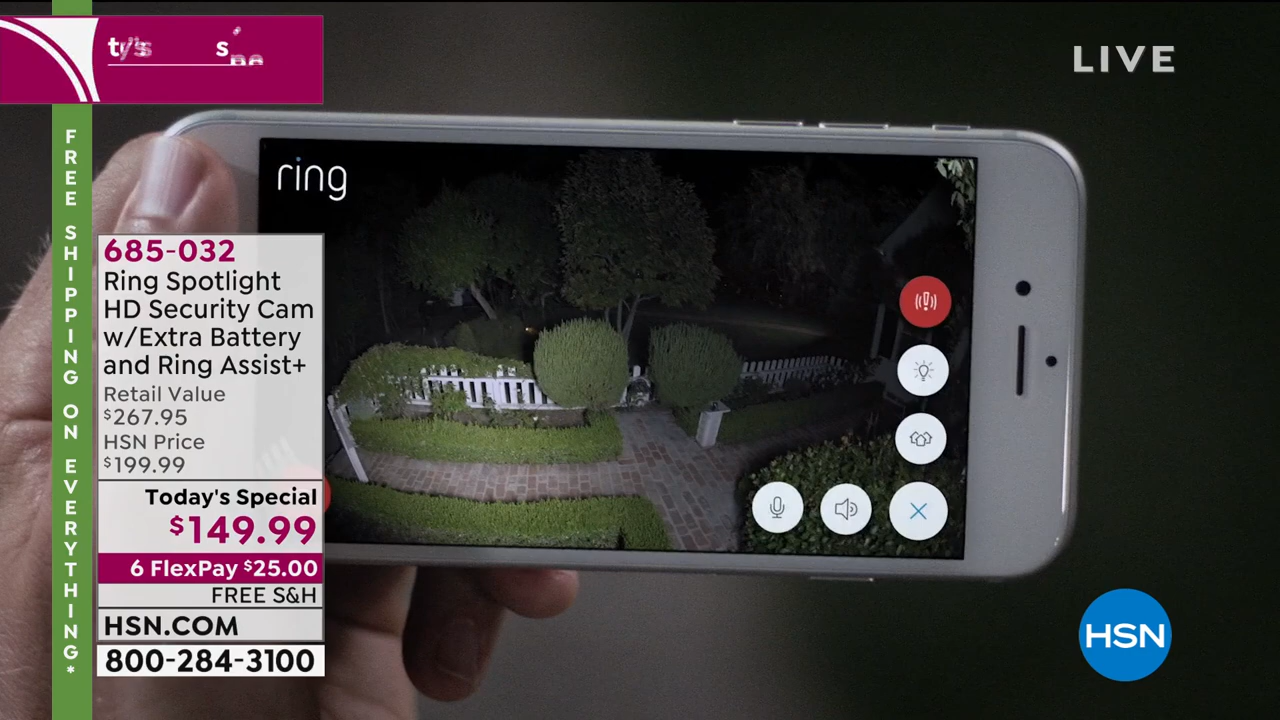 LIVE
FREE SHIPPING ON EVERYTHING*
ring
685-032
Ring Spotlight
HD Security Cam
w/Extra Battery
and Ring Assist+
Retail Value
$267.95
HSN Price
$199.99
Today's Special
$149.99
6 FlexPay $25.00
FREE S&H
HSN.COM
800-284-3100
HSN